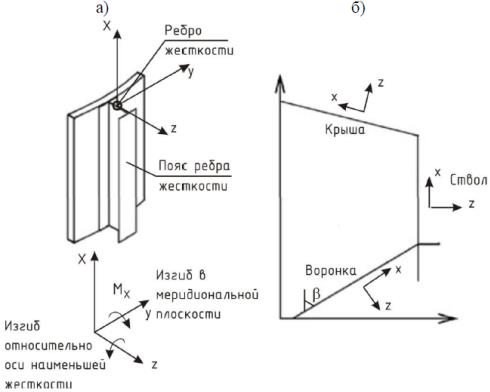 а)
X
Ребро
жесткости
y
z
Пояс ребра
жесткости
X
Mx
Изгиб в
меридиональной
плоскости
y
Изгиб
относительно
оси наименьшей
жесткости
z
б)
z
x
Крыша
x
Ствол
z
Воронка
x
β
z